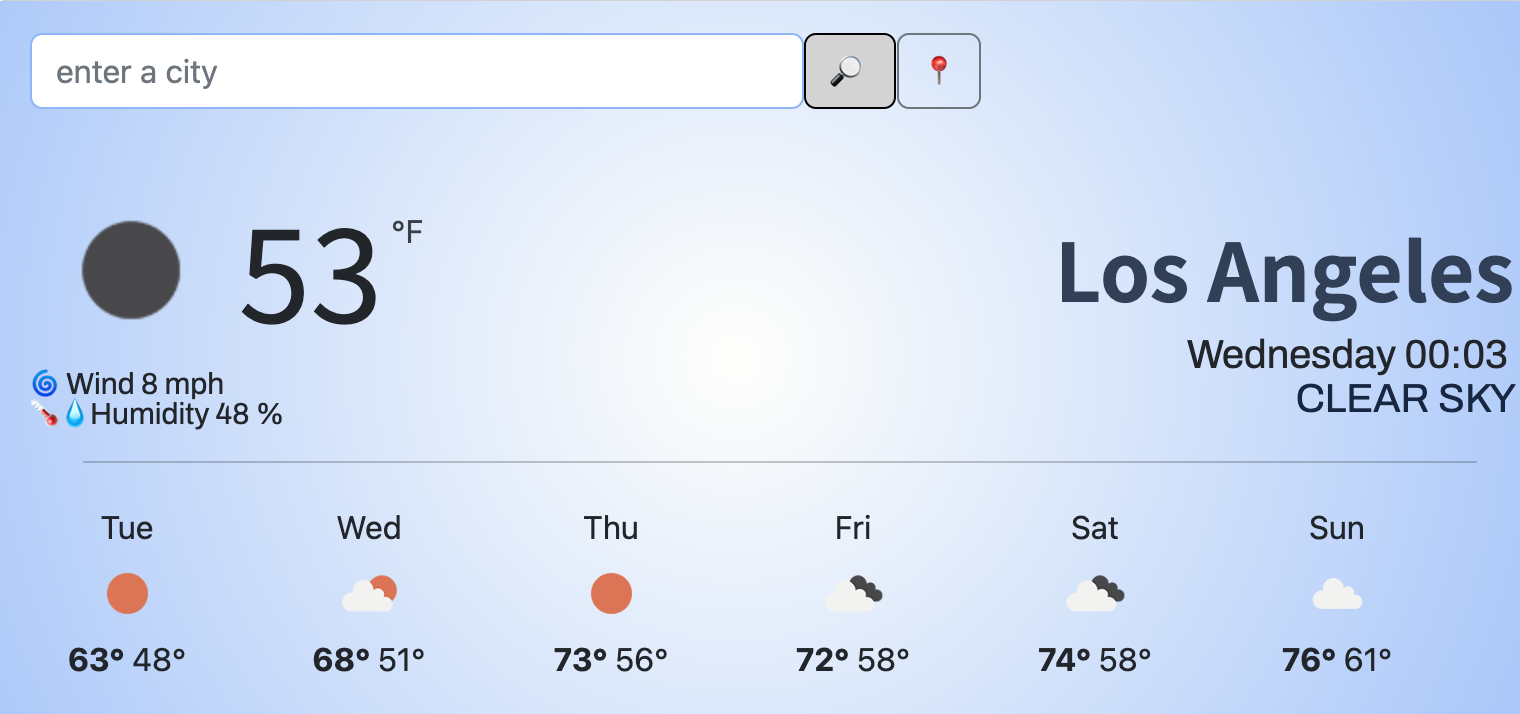 enter a city
53 °F
Los Angeles
Wednesday 00:03
CLEAR SKY
Wind 8 mph
Humidity 48 %
Tue Wed Thu Fri Sat Sun
63° 48° 68° 51° 73° 56° 72° 58° 74° 58° 76° 61°